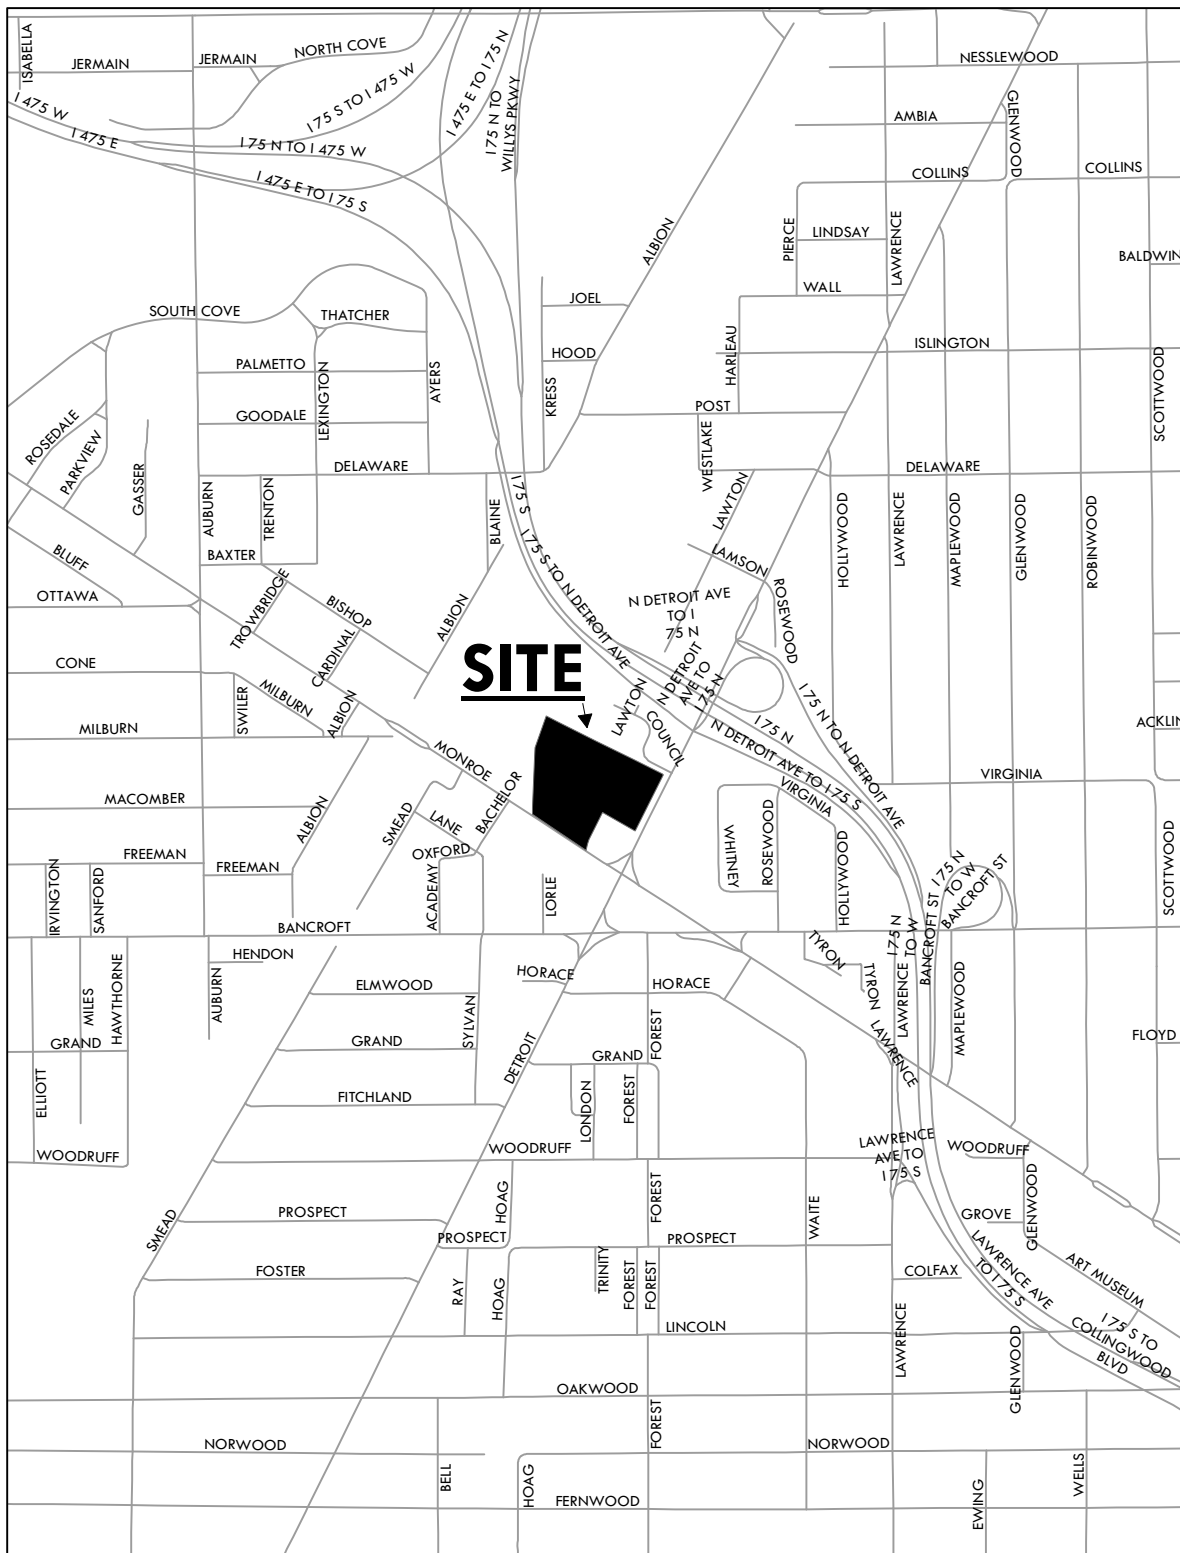 ISABELLA
JERMAIN
JERMAIN
NORTH COVE
I 475 W
I 475 E
I 75 S TO I 475 W
I 75 N TO I 475 W
I 475 E TO I 75 S
I 475 E TO I 75 N
I 75 N TO
WILLYS PKWY
NESSLEWOOD
AMBIA
GLENWOOD
COLLINS
COLLINS
PIERCE
LINDSAY
LAWRENCE
ALBION
BALDWIN
WALL
SOUTH COVE
THATCHER
JOEL
HARLEAU
ISLINGTON
PALMETTO
LEXINGTON
AYERS
HOOD
KRESS
SCOTTWOOD
GOODALE
POST
ROSEDALE
PARKVIEW
GASSER
DELAWARE
WESTLAKE
DELAWARE
AUBURN
TRENTON
BLAINE
I 75 S
LAWTON
HOLLYWOOD
LAWRENCE
MAPLEWOOD
GLENWOOD
ROBINWOOD
BAXTER
BLUFF
OTTAWA
TROWBRIDGE
BISHOP
CARDINAL
ALBION
I 75 S TO N DETROIT AVE
LAMSON
ROSEWOOD
N DETROIT AVE
TO I
75 N
SITE
CONE
SWILER
MILBURN
ALBION
MILBURN
LAWTON
COUNCIL
N DETROIT
AVE TO
I 75 N
I 75 N
I 75 N TO N DETROIT AVE
N DETROIT AVE TO I 75 S
ACKLIN
MONROE
VIRGINIA
VIRGINIA
MACOMBER
ALBION
SMEAD
LANE
BACHELOR
OXFORD
WHITNEY
ROSEWOOD
HOLLYWOOD
SCOTTWOOD
FREEMAN
FREEMAN
IRVINGTON
SANFORD
ACADEMY
LORLE
I 75 N
TO W
BANCROFT ST
BANCROFT
I 75 N
TO W
BANCROFT ST
HENDON
AUBURN
MILES
HAWTHORNE
ELMWOOD
SYLVAN
HORACE
HORACE
TYRON
TYRON
LAWRENCE
LAWRENCE
MAPLEWOOD
GRAND
GRAND
DETROIT
GRAND
FOREST
FLOYD
ELLIOTT
FITCHLAND
LONDON
FOREST
WOODRUFF
WOODRUFF
LAWRENCE
AVE TO
I 75 S
WOODRUFF
GLENWOOD
SMEAD
PROSPECT
HOAG
PROSPECT
FOREST
PROSPECT
WAITE
GROVE
FOSTER
RAY
HOAG
TRINITY
FOREST
FOREST
COLFAX
LAWRENCE AVE
TO I 75 S
ART MUSEUM
LINCOLN
LAWRENCE
GLENWOOD
I 75 S TO
COLLINGWOOD
BLVD
OAKWOOD
FOREST
NORWOOD
NORWOOD
BELL
HOAG
FERNWOOD
EWING
WELLS